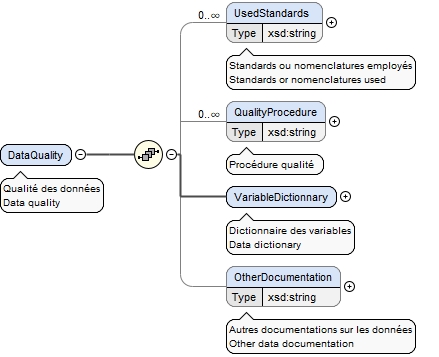 0..∞
UsedStandards
Type xsd:string
Standards ou nomenclatures employés
Standards or nomenclatures used
0..∞
QualityProcedure
Type xsd:string
Procédure qualité
DataQuality
Qualité des données
Data quality
VariableDictionnary
Dictionnaire des variables
Data dictionary
OtherDocumentation
Type xsd:string
Autres documentations sur les données
Other data documentation